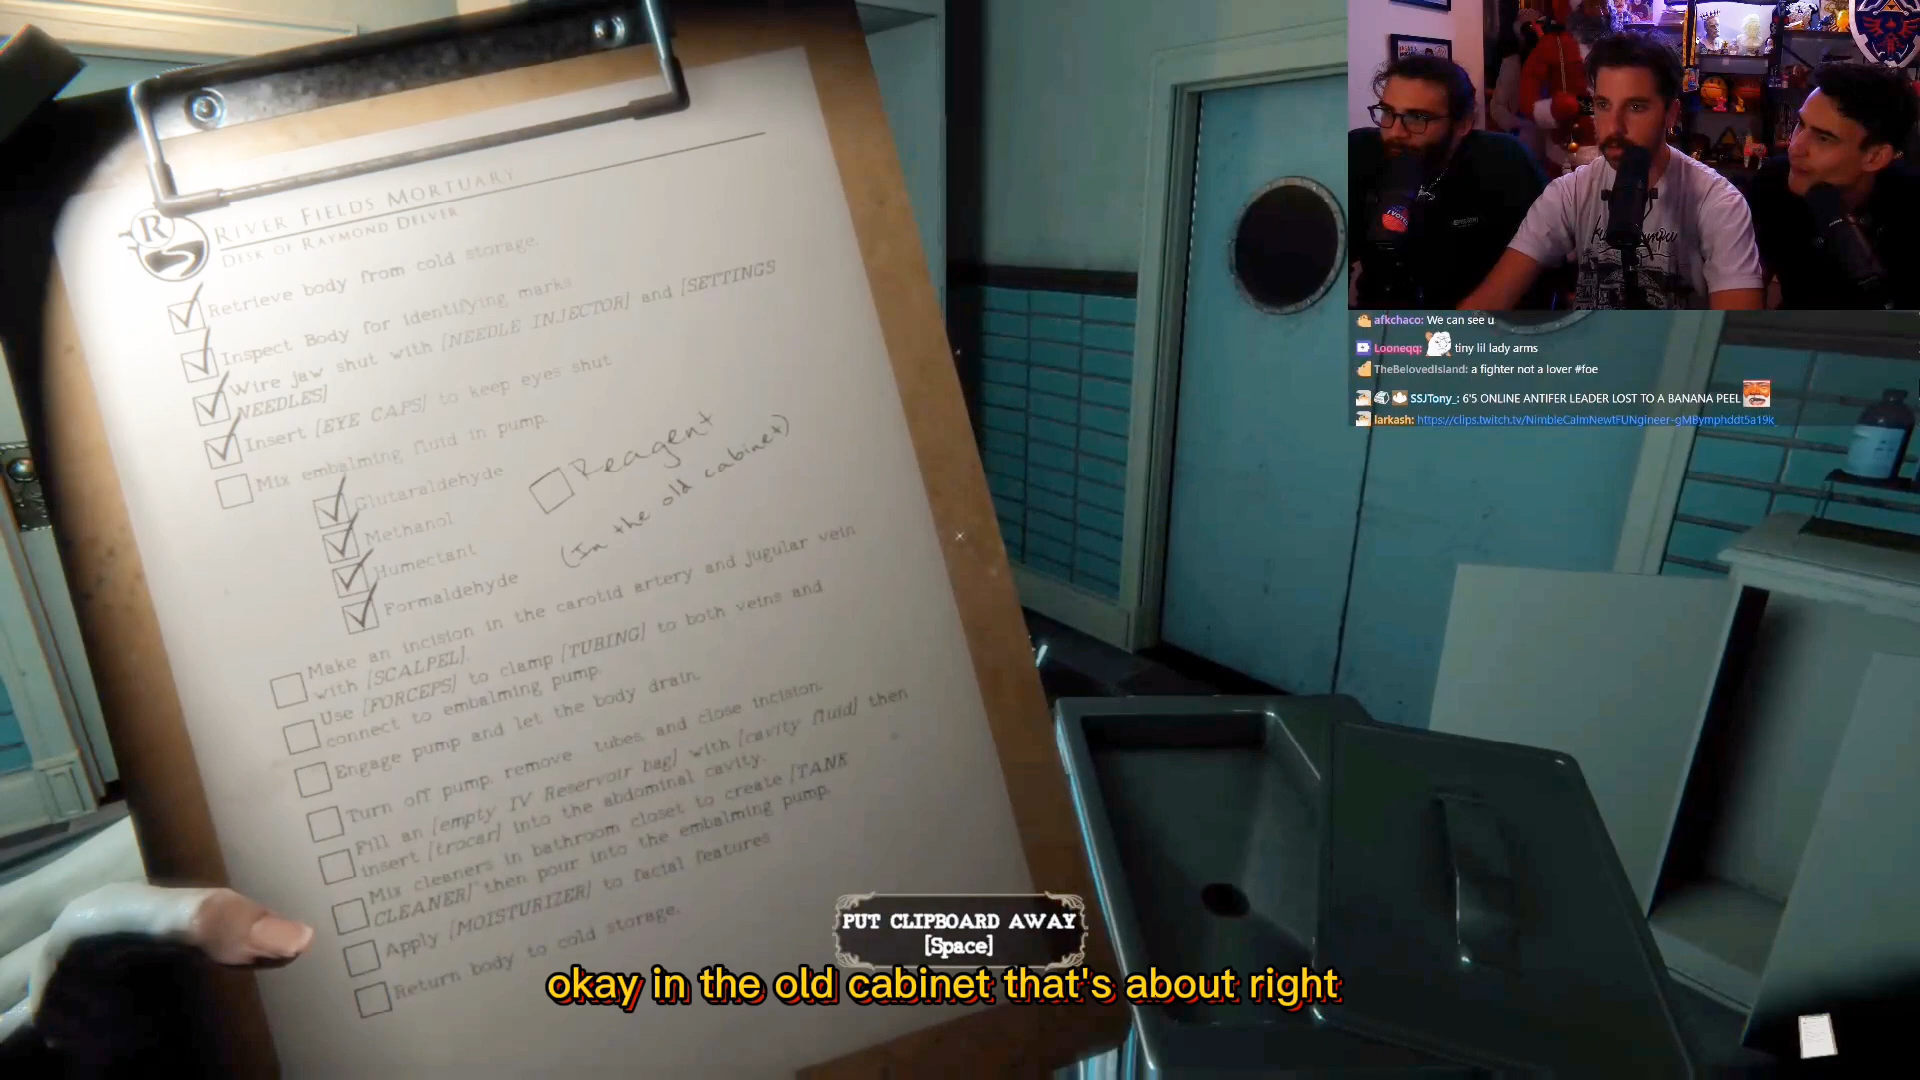 RIVER FIELDS MORTUARY
DESK OF RAYMOND DELVER
Retrieve body from cold storage.
Inspect Body for identifying marks
Wire jaw shut with [NEEDLE INJECTOR] and [SETTINGS
NEEDLES]
Insert [EYE CAPS] to keep eyes shut
Mix embalming fluid in pump.
Glutaraldehyde
Methanol
Humectant
Formaldehyde
Reagent
(In the old cabinet)
Make an incision in the carotid artery and jugular vein
with [SCALPEL].
Use [FORCEPS] to clamp [TUBING] to both veins and
connect to embalming pump.
Engage pump and let the body drain.
Turn off pump, remove tubes, and close incision.
Fill an [empty IV Reservoir bag] with [cavity fluid] then
insert [trocar] into the abdominal cavity.
Mix cleaners in bathroom closet to create [TANK
CLEANER] then pour into the embalming pump.
Apply [MOISTURIZER] to facial features
Return body to cold storage.
PUT CLIPBOARD AWAY
[Space]
okay in the old cabinet that's about right
afkchaco: We can see u
Looneqq: tiny lil lady arms
TheBelovedIsland: a fighter not a lover #foe
SSJTony_: 6'5 ONLINE ANTIFER LEADER LOST TO A BANANA PEEL
larkash: https://clips.twitch.tv/NimbleCalmNewtFUNgineer-gMBymphddt5a19k_